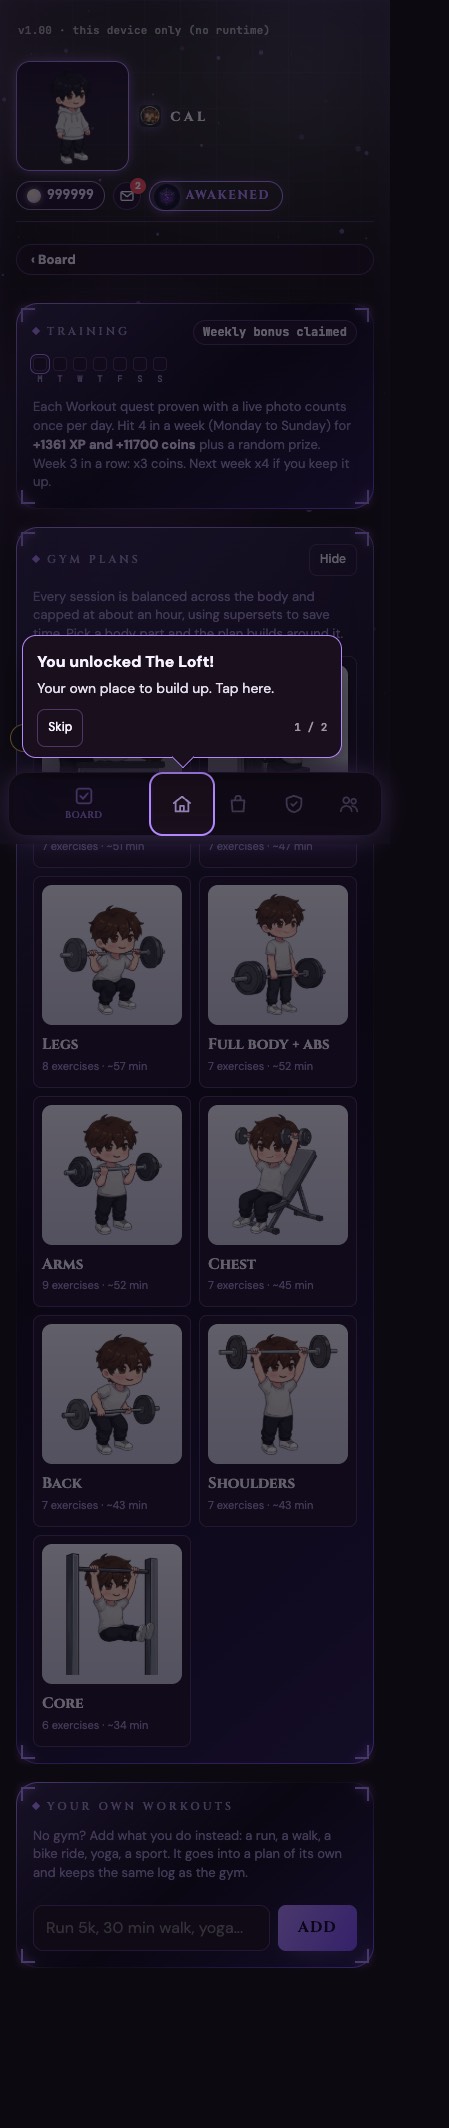 v1.00 · this device only (no runtime)
CAL
999999
2
AWAKENED
‹ Board
TRAINING
Weekly bonus claimed
M T W T F S S
Each Workout quest proven with a live photo counts
once per day. Hit 4 in a week (Monday to Sunday) for
+1361 XP and +11700 coins plus a random prize.
Week 3 in a row: x3 coins. Next week x4 if you keep it
up.
GYM PLANS
Hide
Every session is balanced across the body and
capped at about an hour, using supersets to save
time. Pick a body part and the plan builds around it.
You unlocked The Loft!
Your own place to build up. Tap here.
Skip
1 / 2
BOARD
7 exercises · ~51 min
7 exercises · ~47 min
LEGS
8 exercises · ~57 min
FULL BODY + ABS
7 exercises · ~52 min
ARMS
9 exercises · ~52 min
CHEST
7 exercises · ~45 min
BACK
7 exercises · ~43 min
SHOULDERS
7 exercises · ~43 min
CORE
6 exercises · ~34 min
YOUR OWN WORKOUTS
No gym? Add what you do instead: a run, a walk, a
bike ride, yoga, a sport. It goes into a plan of its own
and keeps the same log as the gym.
Run 5k, 30 min walk, yoga...
ADD